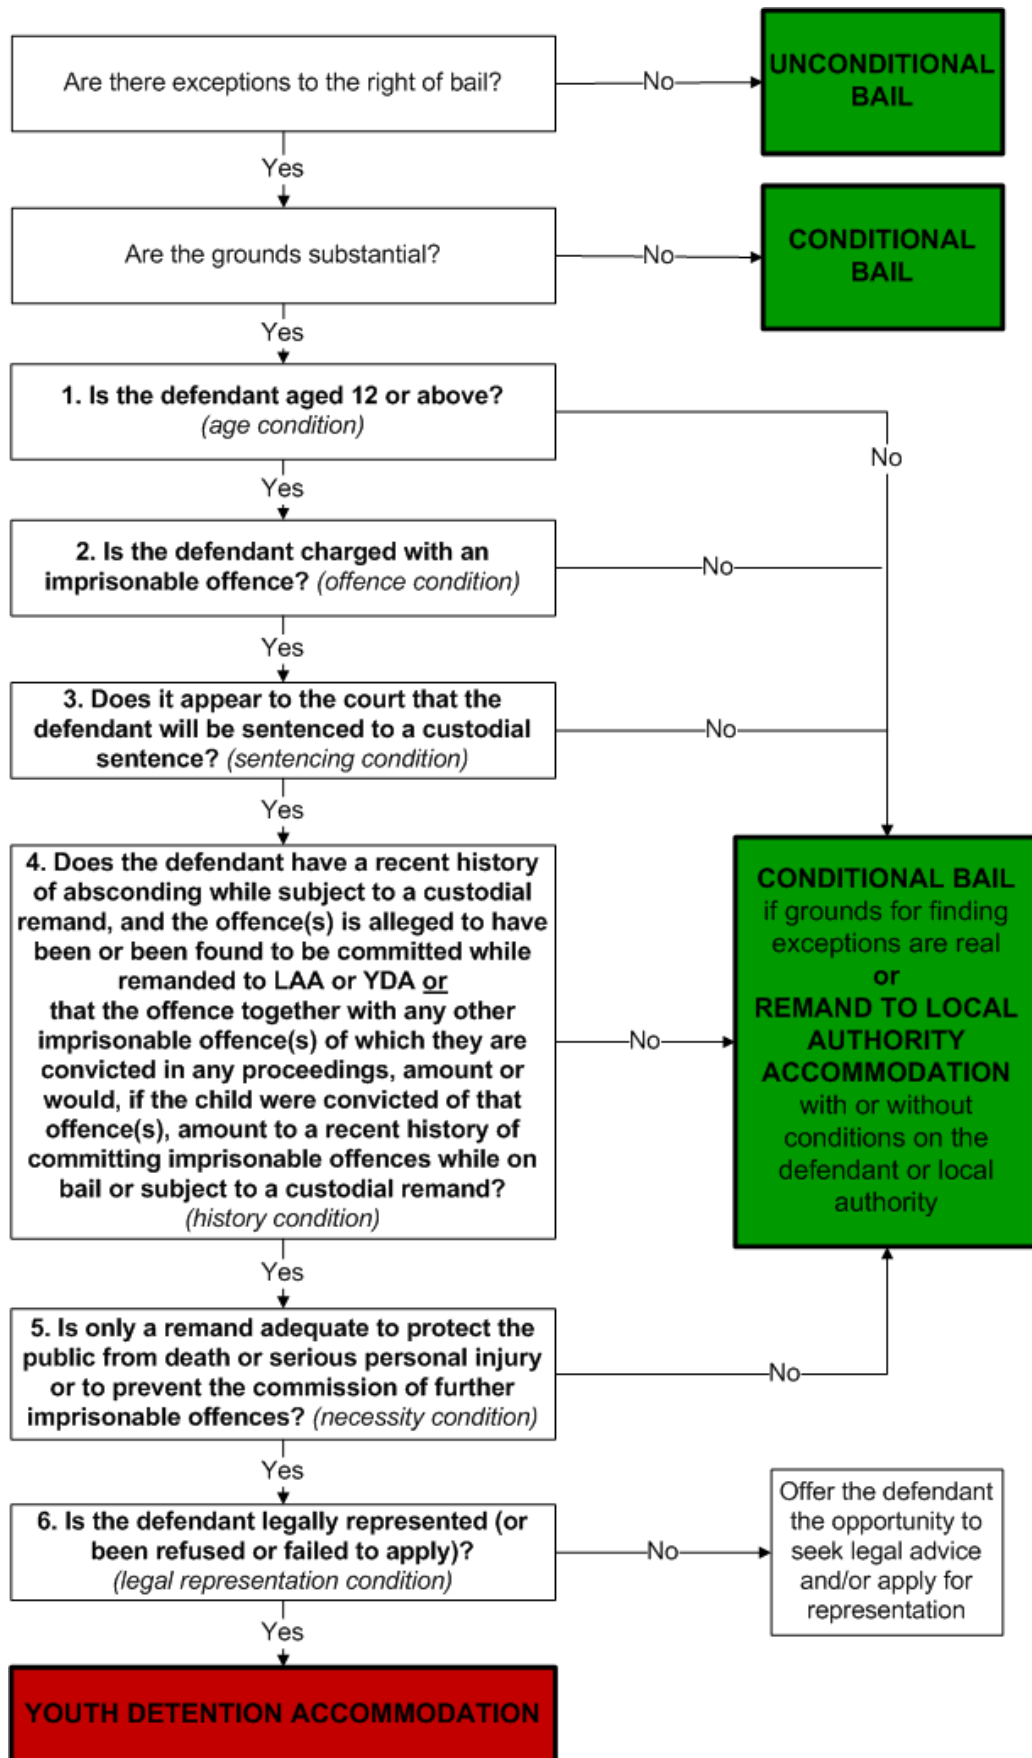 Are there exceptions to the right of bail?
No
UNCONDITIONAL
BAIL
Yes
Are the grounds substantial?
No
CONDITIONAL
BAIL
Yes
1. Is the defendant aged 12 or above?
(age condition)
No
Yes
2. Is the defendant charged with an
imprisonable offence? (offence condition)
No
Yes
3. Does it appear to the court that the
defendant will be sentenced to a custodial
sentence? (sentencing condition)
No
Yes
4. Does the defendant have a recent history
of absconding while subject to a custodial
remand, and the offence(s) is alleged to have
been or been found to be committed while
remanded to LAA or YDA or
that the offence together with any other
imprisonable offence(s) of which they are
convicted in any proceedings, amount or
would, if the child were convicted of that
offence(s), amount to a recent history of
committing imprisonable offences while on
bail or subject to a custodial remand?
(history condition)
No
CONDITIONAL BAIL
if grounds for finding
exceptions are real
or
REMAND TO LOCAL
AUTHORITY
ACCOMMODATION
with or without
conditions on the
defendant or local
authority
Yes
5. Is only a remand adequate to protect the
public from death or serious personal injury
or to prevent the commission of further
imprisonable offences? (necessity condition)
No
Yes
6. Is the defendant legally represented (or
been refused or failed to apply)?
(legal representation condition)
No
Offer the defendant
the opportunity to
seek legal advice
and/or apply for
representation
Yes
YOUTH DETENTION ACCOMMODATION